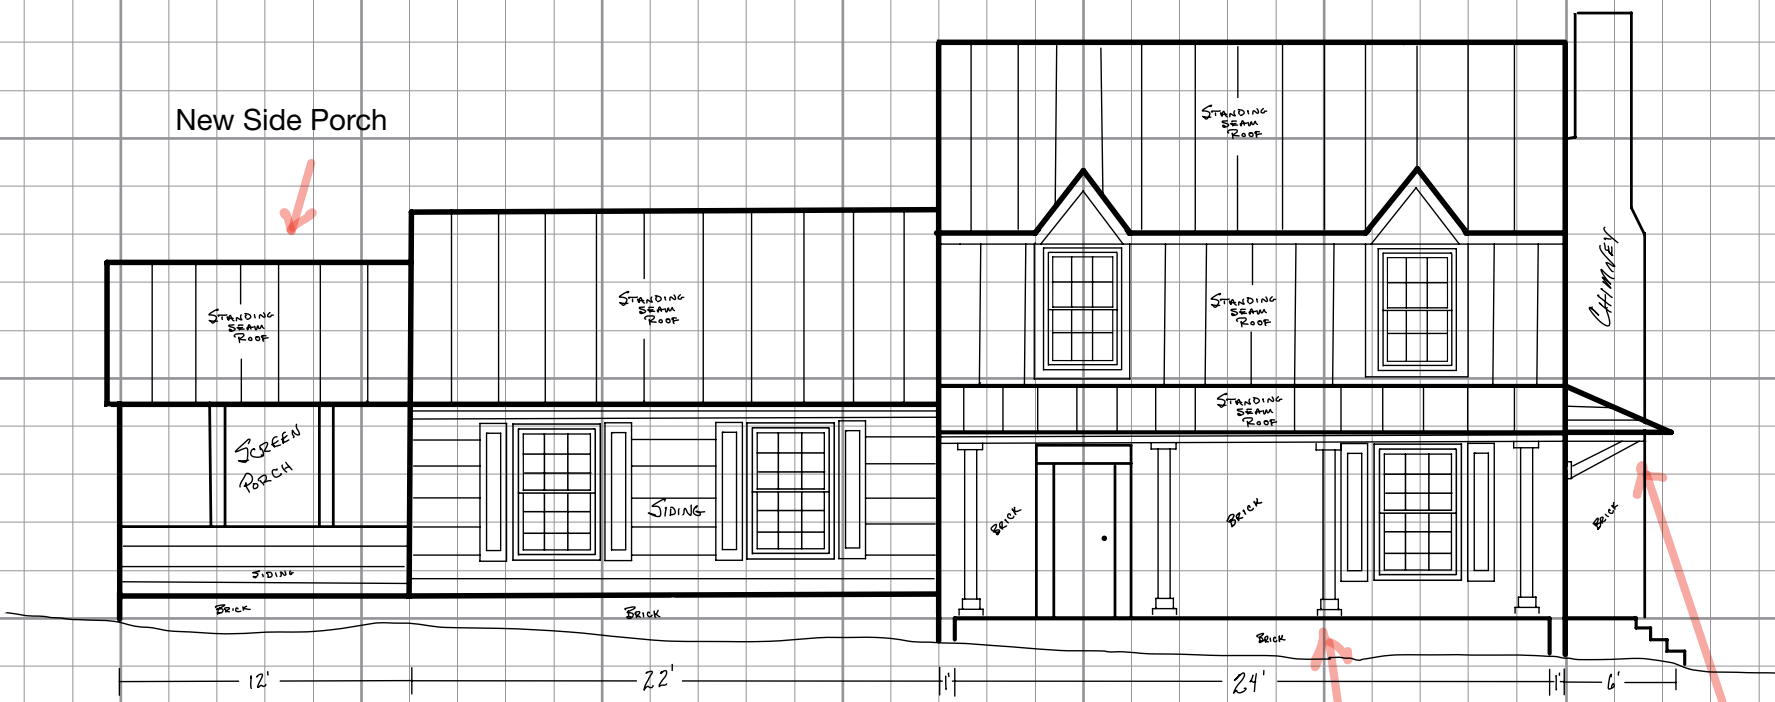 New Side Porch
STANDING
SEAM
ROOF
CHIMNEY
STANDING
SEAM
ROOF
STANDING
SEAM
ROOF
STANDING
SEAM
ROOF
STANDING
SEAM
ROOF
SCREEN
PORCH
SIDING
BRICK
BRICK
BRICK
SIDING
BRICK
BRICK
BRICK
12'
22'
1'
24'
1'
6'